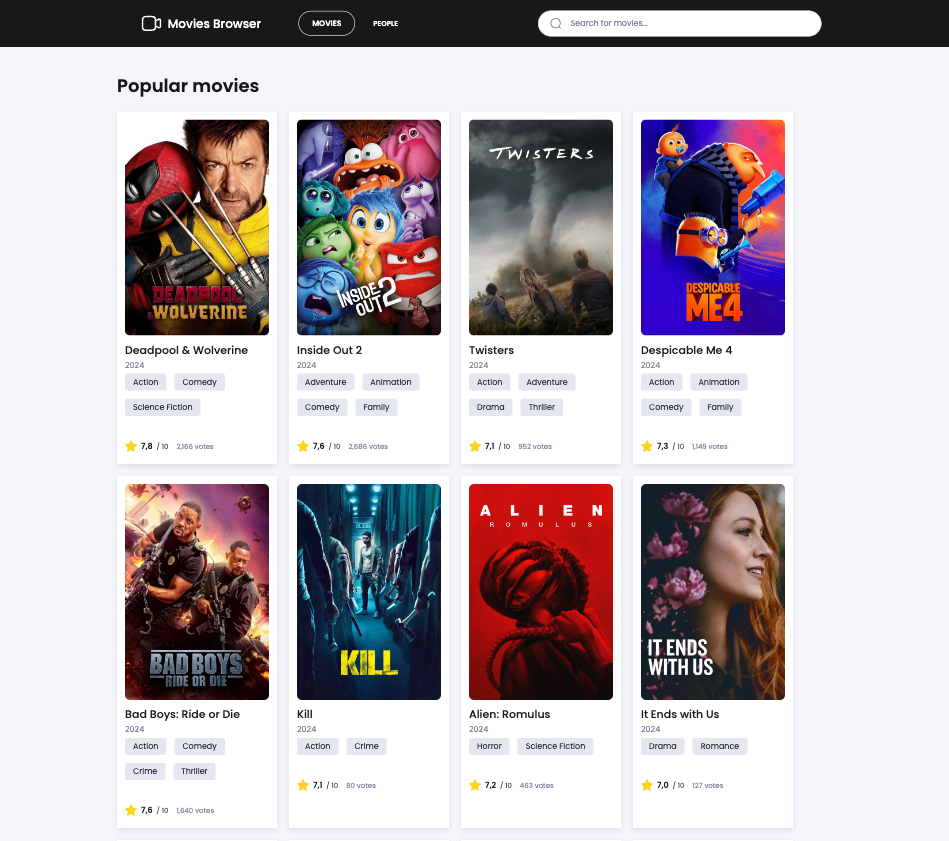 Movies Browser
MOVIES
PEOPLE
Search for movies...
Popular movies
DEADPOOL
& WOLVERINE
INSIDE
OUT 2
TWISTERS
DESPICABLE
ME4
Deadpool & Wolverine
2024
Action
Comedy
Science Fiction
7,8 / 10 2,166 votes
Inside Out 2
2024
Adventure
Animation
Comedy
Family
7,6 / 10 2,686 votes
Twisters
2024
Action
Adventure
Drama
Thriller
7,1 / 10 952 votes
Despicable Me 4
2024
Action
Animation
Comedy
Family
7,3 / 10 1,149 votes
BAD BOYS
RIDE OR DIE
KILL
ALIEN
ROMULUS
IT ENDS
WITH US
Bad Boys: Ride or Die
2024
Action
Comedy
Crime
Thriller
7,6 / 10 1,640 votes
Kill
2024
Action
Crime
7,1 / 10 80 votes
Alien: Romulus
2024
Horror
Science Fiction
7,2 / 10 463 votes
It Ends with Us
2024
Drama
Romance
7,0 / 10 127 votes